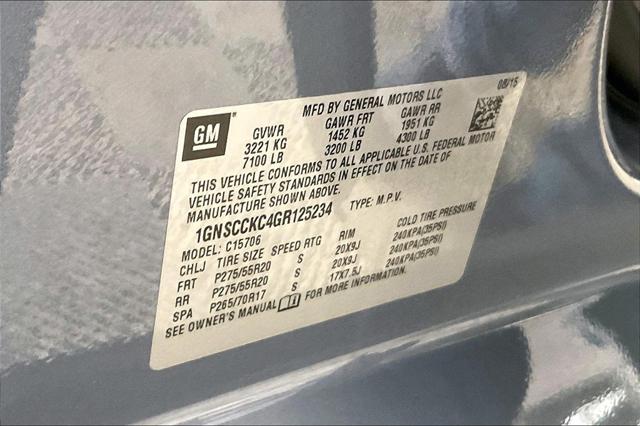 08/15
MFD BY GENERAL MOTORS LLC
GM
GVWR GAWR FRT GAWR RR
3221 KG 1452 KG 1951 KG
7100 LB 3200 LB 4300 LB
THIS VEHICLE CONFORMS TO ALL APPLICABLE U.S. FEDERAL MOTOR
VEHICLE SAFETY STANDARDS IN EFFECT ON THE DATE OF
MANUFACTURE SHOWN ABOVE.
1GNSCCKC4GR125234 TYPE: M.P.V.
MODEL: C15706
CHLJ TIRE SIZE SPEED RTG RIM COLD TIRE PRESSURE
FRT P275/55R20 S 20X9J 240KPA(35PSI)
RR P275/55R20 S 20X9J 240KPA(35PSI)
SPA P265/70R17 S 17X7.5J 240KPA(35PSI)
SEE OWNER'S MANUAL FOR MORE INFORMATION.